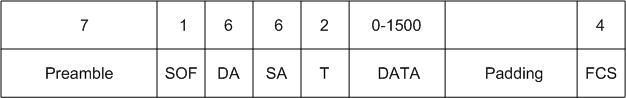 7 1 6 6 2 0-1500 4
Preamble SOF DA SA T DATA Padding FCS